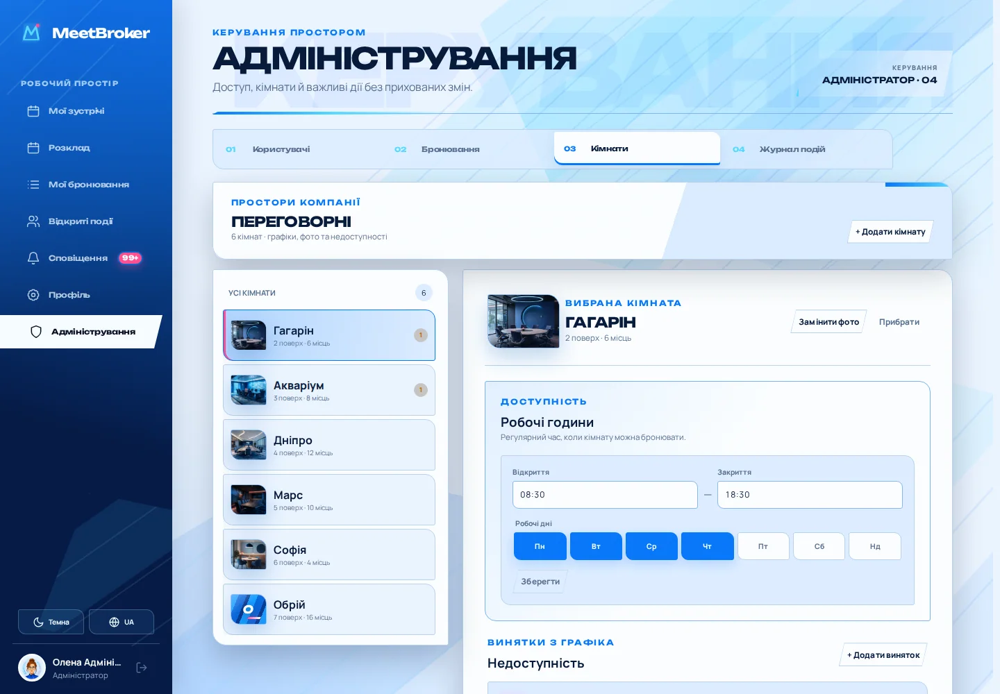 MeetBroker
РОБОЧИЙ ПРОСТІР
Мої зустрічі
Розклад
Мої бронювання
Відкриті події
Сповіщення 99+
Профіль
Адміністрування
Темна
UA
Олена Адміні...
Адміністратор
КЕРУВАННЯ ПРОСТОРОМ
АДМІНІСТРУВАННЯ
Доступ, кімнати й важливі дії без прихованих змін.
КЕРУВАННЯ
КЕРУВАННЯ
АДМІНІСТРАТОР · 04
01 Користувачі
02 Бронювання
03 Кімнати
04 Журнал подій
ПРОСТОРИ КОМПАНІЇ
ПЕРЕГОВОРНІ
6 кімнат · графіки, фото та недоступності
+ Додати кімнату
УСІ КІМНАТИ 6
Гагарін
2 поверх · 6 місць
1
Акваріум
3 поверх · 8 місць
1
Дніпро
4 поверх · 12 місць
Марс
5 поверх · 10 місць
Софія
6 поверх · 4 місць
О
Обрій
7 поверх · 16 місць
ВИБРАНА КІМНАТА
ГАГАРІН
2 поверх · 6 місць
Замінити фото
Прибрати
ДОСТУПНІСТЬ
Робочі години
Регулярний час, коли кімнату можна бронювати.
Відкриття
Закриття
08:30 — 18:30
Робочі дні
Пн Вт Ср Чт Пт Сб Нд
Зберегти
ВИНЯТКИ З ГРАФІКА
Недоступність
+ Додати виняток